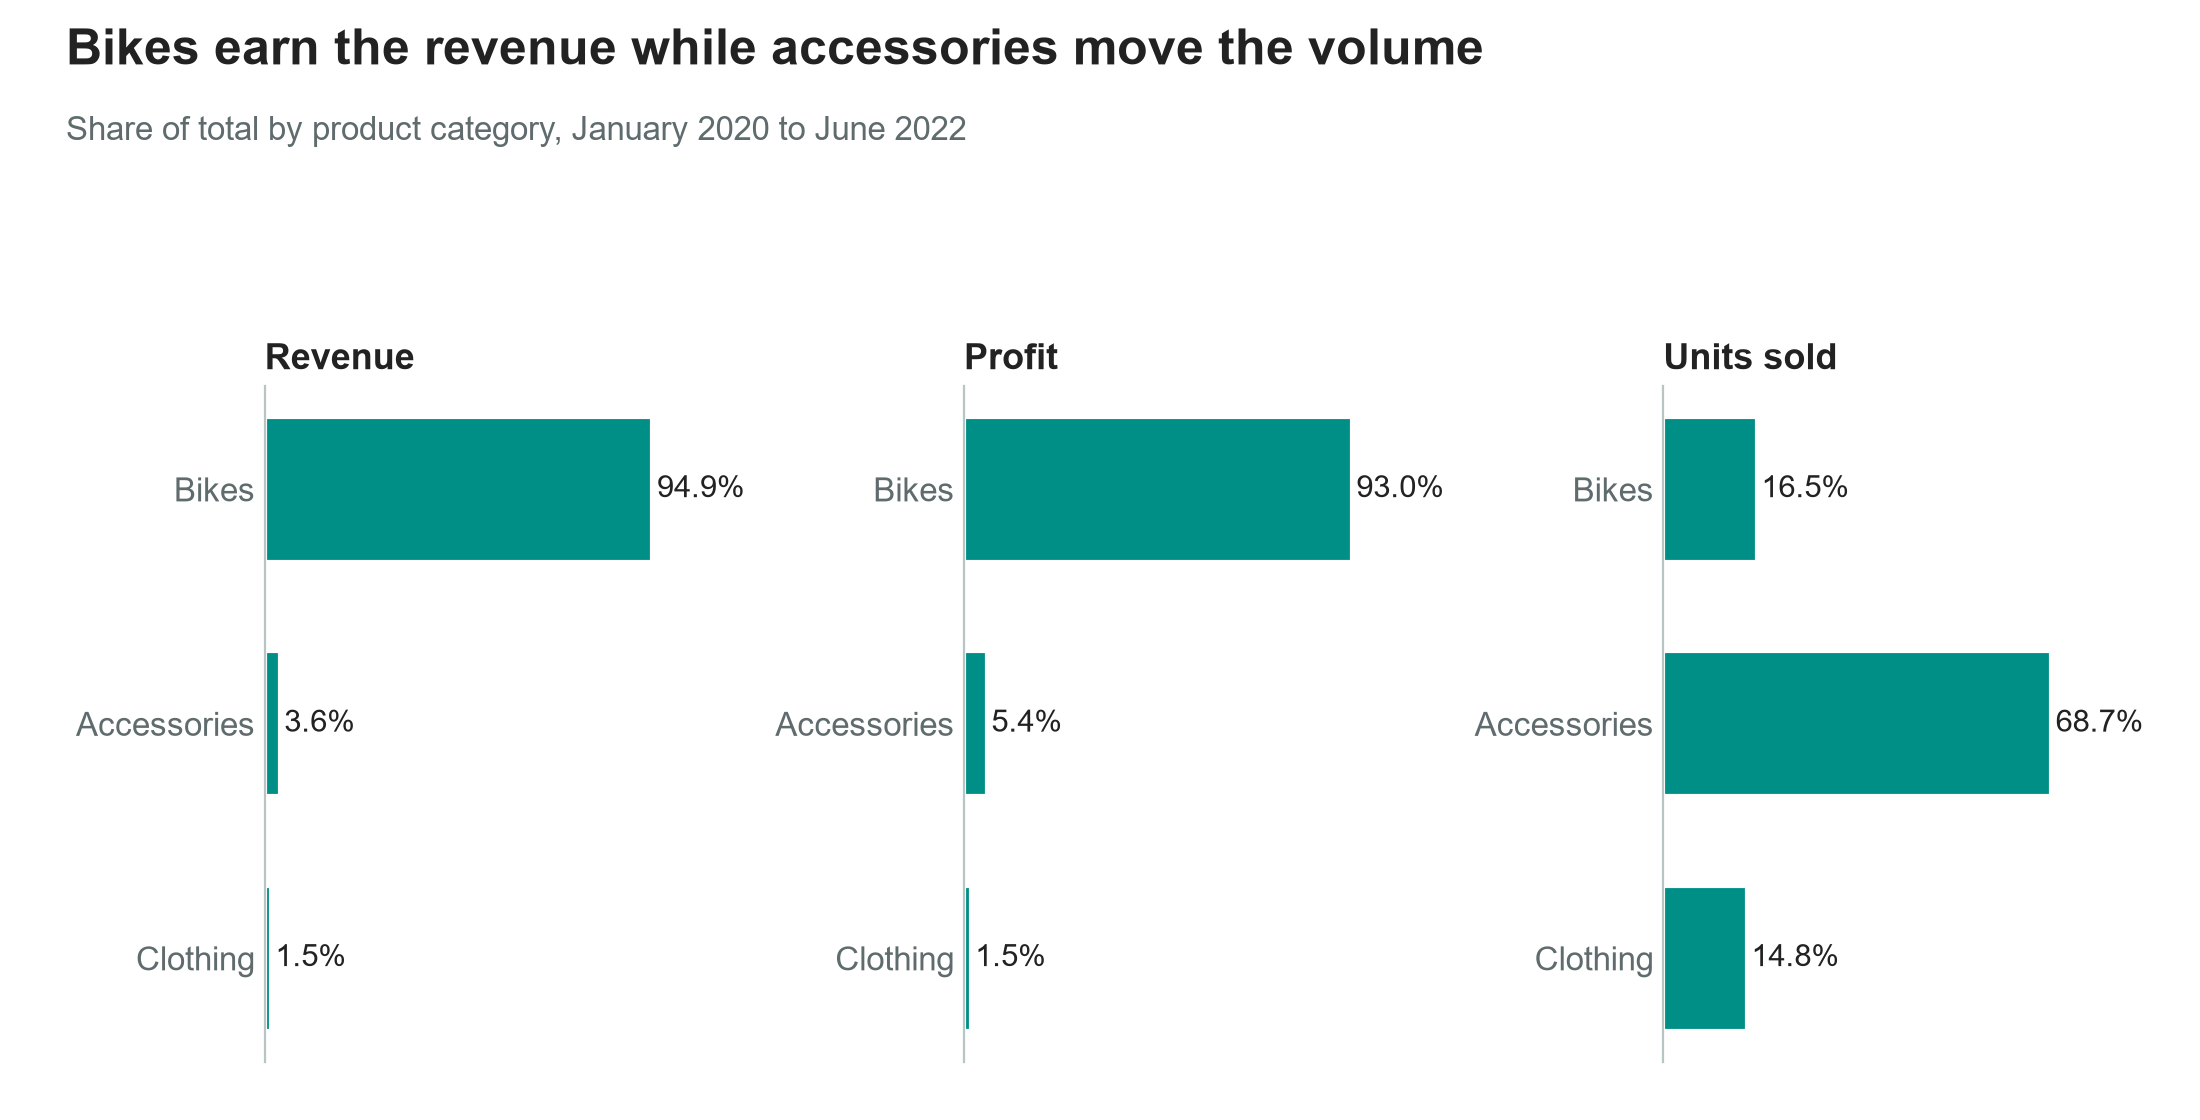 Bikes earn the revenue while accessories move the volume
Share of total by product category, January 2020 to June 2022
Revenue
Bikes 94.9%
Accessories 3.6%
Clothing 1.5%
Profit
Bikes 93.0%
Accessories 5.4%
Clothing 1.5%
Units sold
Bikes 16.5%
Accessories 68.7%
Clothing 14.8%